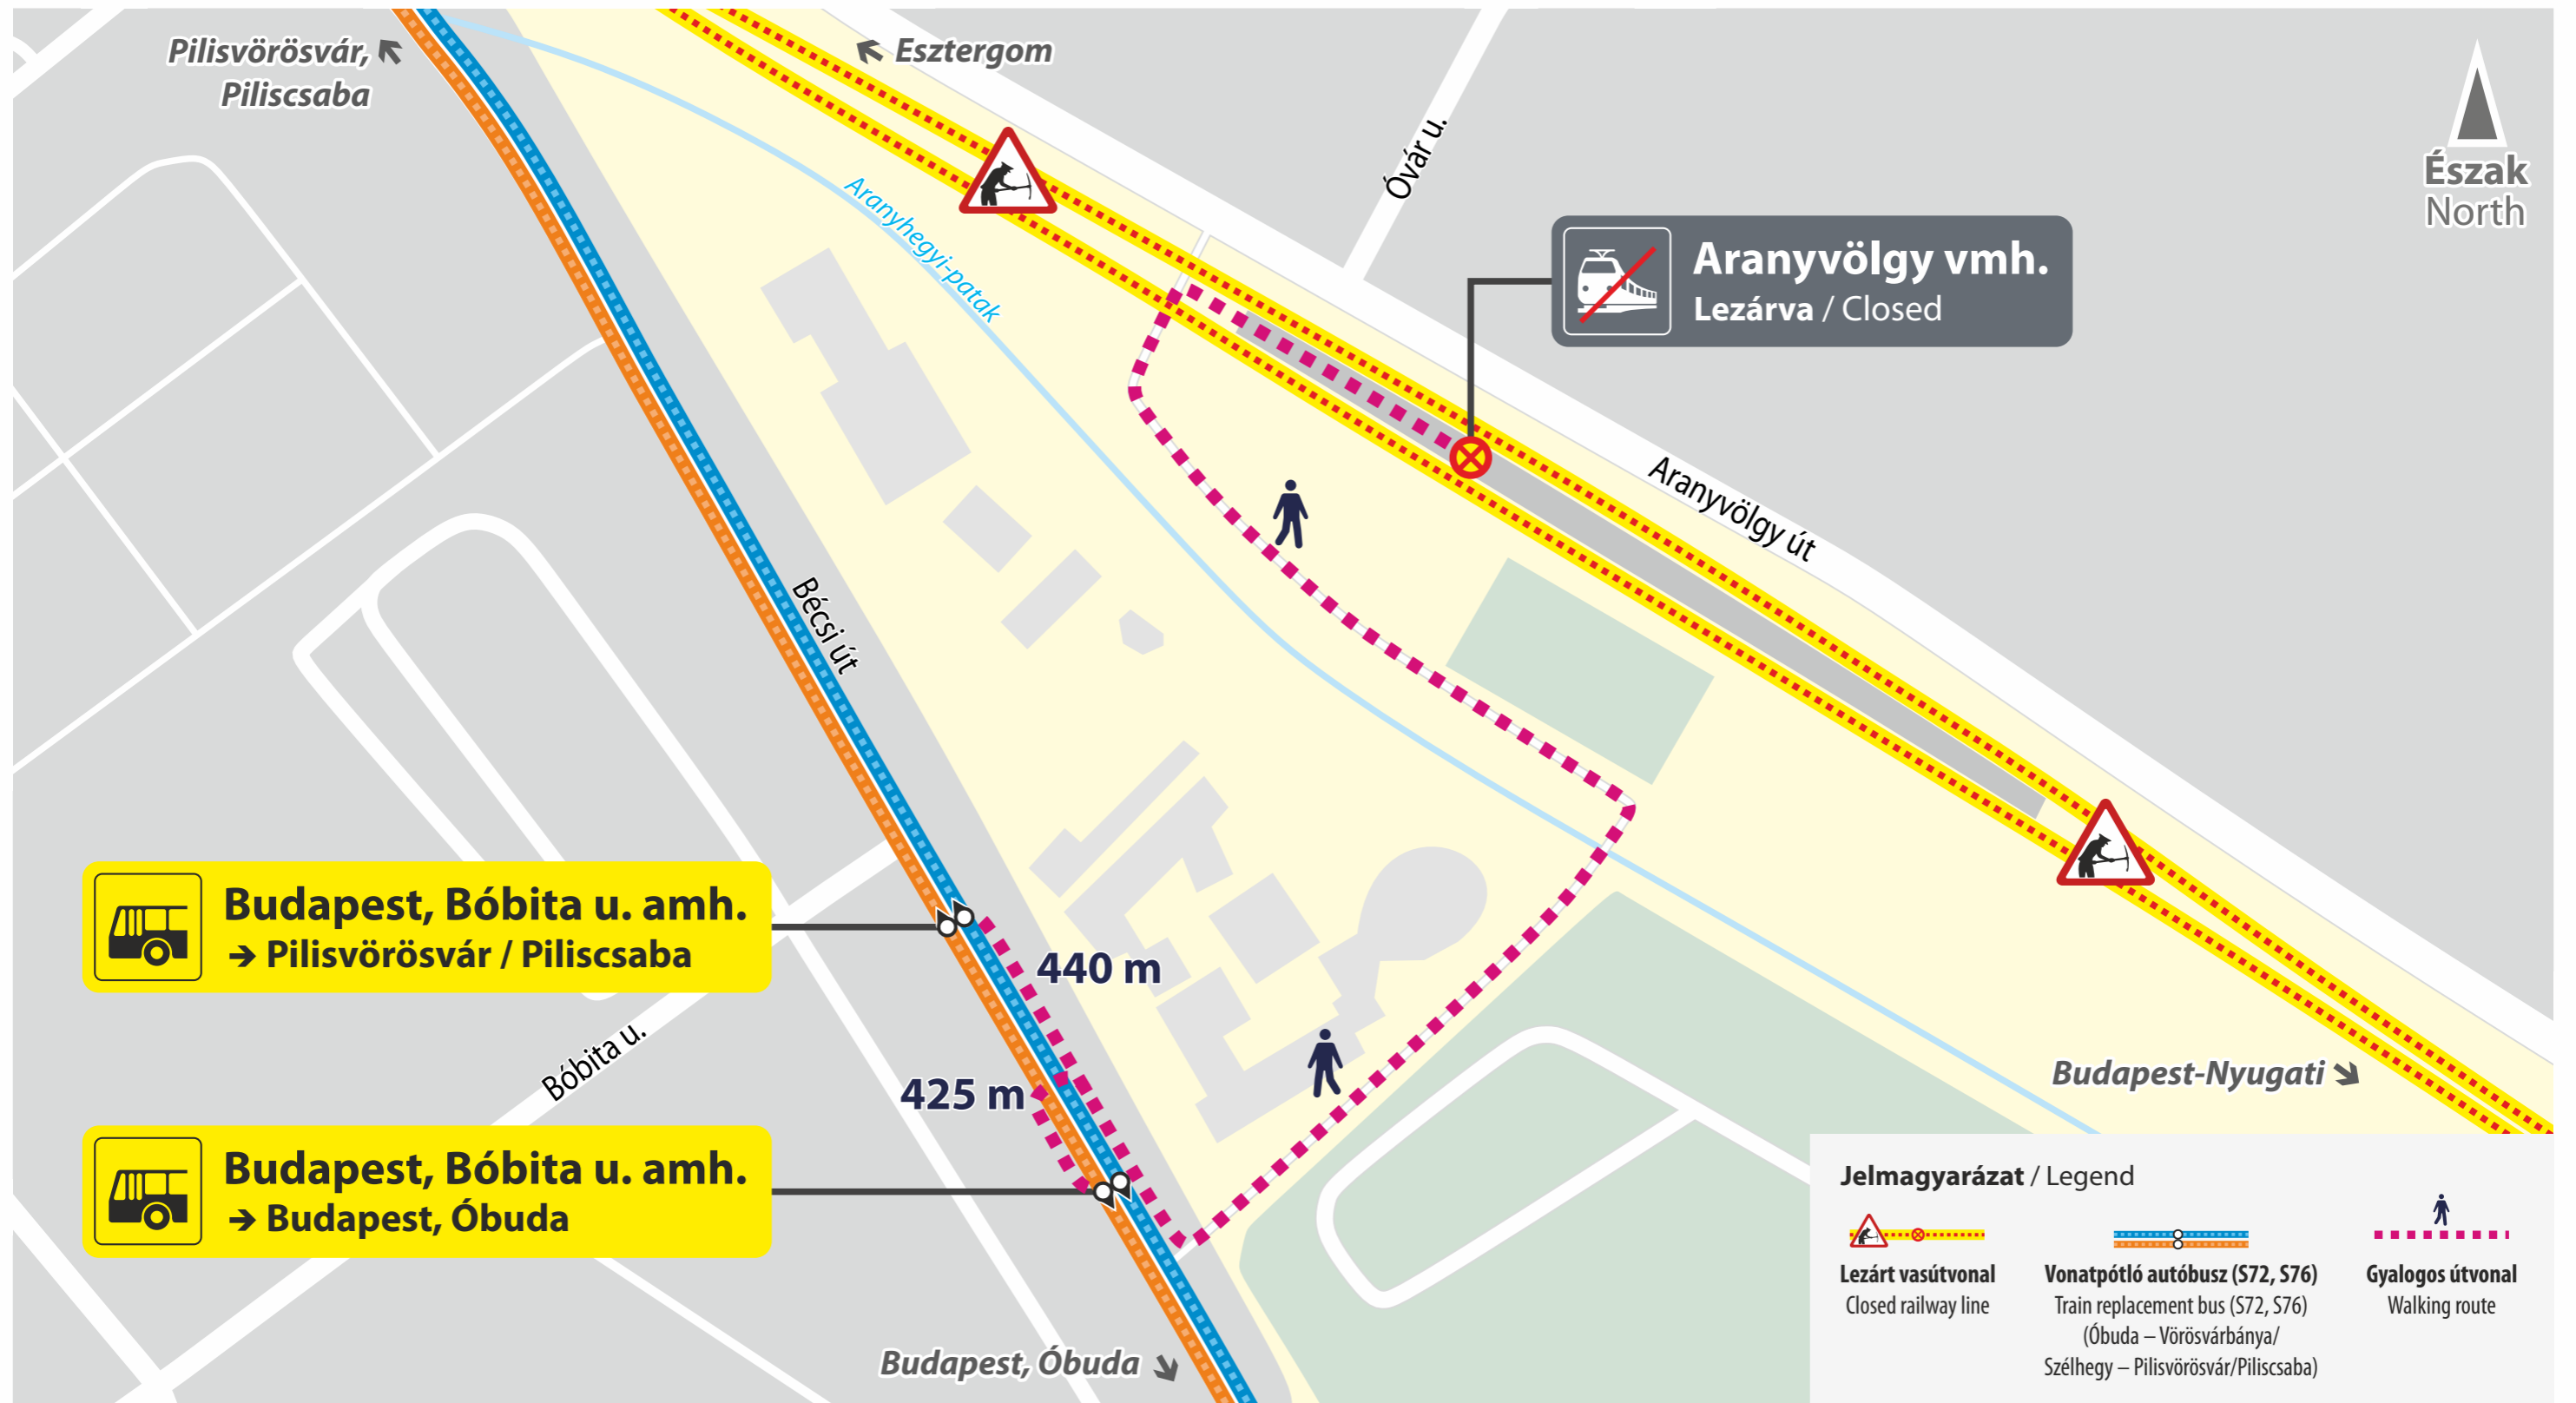 Pilisvörösvár,
Piliscsaba
Esztergom
Óvár u.
Észak
North
Aranyhegyi-patak
Aranyvölgy vmh.
Lezárva / Closed
Aranyvölgy út
Bécsi út
Budapest, Bóbita u. amh.
→ Pilisvörösvár / Piliscsaba
440 m
Bóbita u.
425 m
Budapest, Bóbita u. amh.
→ Budapest, Óbuda
Budapest-Nyugati
Budapest, Óbuda
Jelmagyarázat / Legend
Lezárt vasútvonal
Closed railway line
Vonatpótló autóbusz (S72, S76)
Train replacement bus (S72, S76)
(Óbuda – Vörösvárbánya/
Szélhegy – Pilisvörösvár/Piliscsaba)
Gyalogos útvonal
Walking route